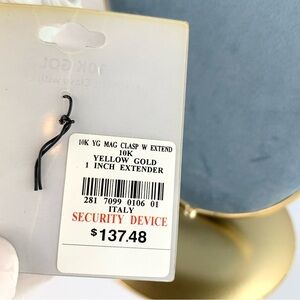 10K YG MAG CLASP W EXTEND
10K
YELLOW GOLD
1 INCH EXTENDER
281 7099 0106 01
ITALY
SECURITY DEVICE
$137.48